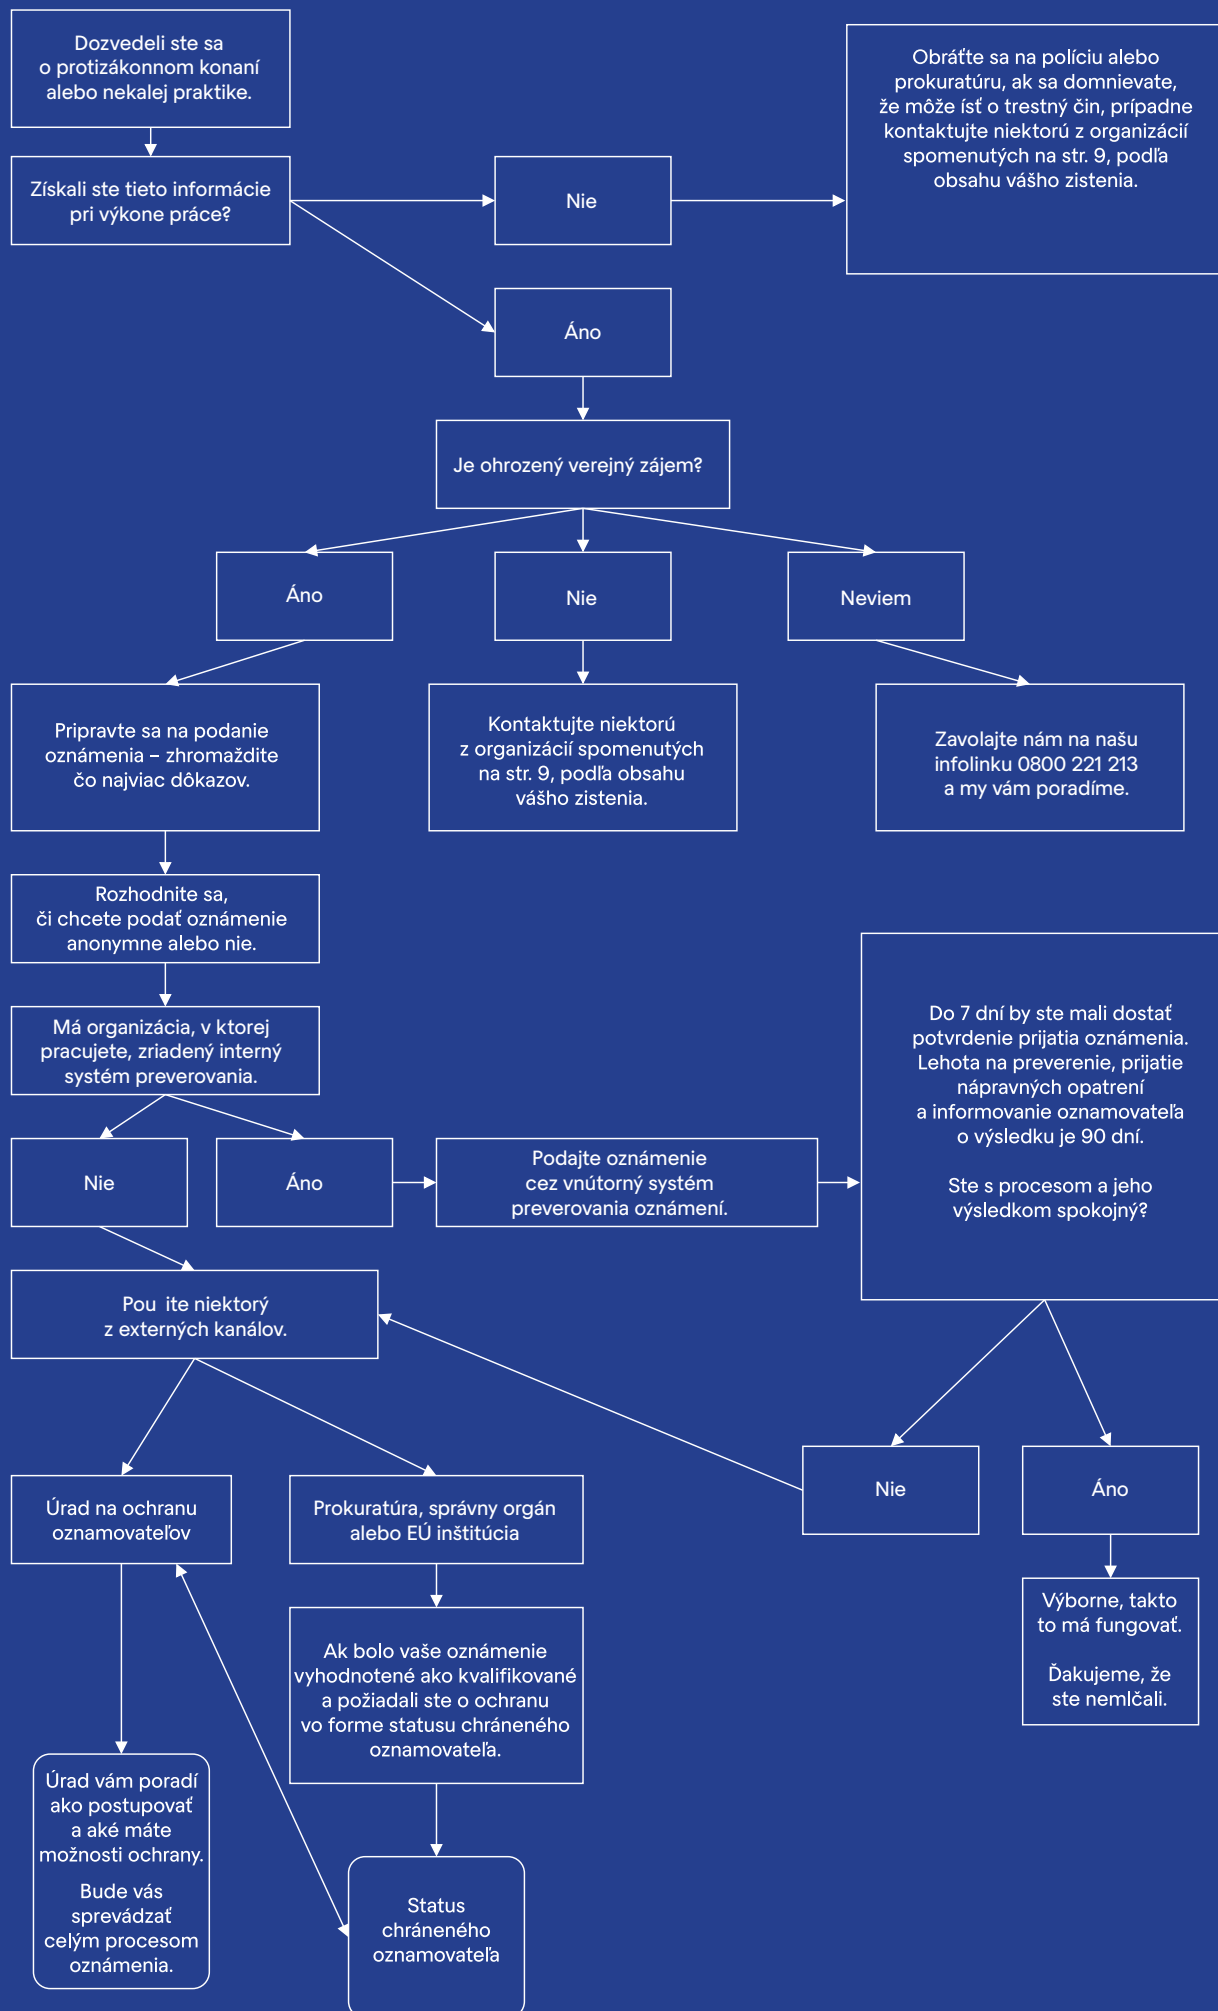 Dozvedeli ste sa
o protizákonnom konaní
alebo nekalej praktike.
Obráťte sa na políciu alebo
prokuratúru, ak sa domnievate,
že môže ísť o trestný čin, prípadne
kontaktujte niektorú z organizácií
spomenutých na str. 9, podľa
obsahu vášho zistenia.
Získali ste tieto informácie
pri výkone práce?
Nie
Áno
Je ohrozený verejný zájem?
Áno
Nie
Neviem
Pripravte sa na podanie
oznámenia – zhromaždite
čo najviac dôkazov.
Kontaktujte niektorú
z organizácií spomenutých
na str. 9, podľa obsahu
vášho zistenia.
Zavolajte nám na našu
infolinku 0800 221 213
a my vám poradíme.
Rozhodnite sa,
či chcete podať oznámenie
anonymne alebo nie.
Má organizácia, v ktorej
pracujete, zriadený interný
systém preverovania.
Nie
Áno
Podajte oznámenie
cez vnútorný systém
preverovania oznámení.
Do 7 dní by ste mali dostať
potvrdenie prijatia oznámenia.
Lehota na preverenie, prijatie
nápravných opatrení
a informovanie oznamovateľa
o výsledku je 90 dní.
Ste s procesom a jeho
výsledkom spokojný?
Pou ite niektorý
z externých kanálov.
Nie
Áno
Úrad na ochranu
oznamovateľov
Prokuratúra, správny orgán
alebo EÚ inštitúcia
Výborne, takto
to má fungovať.
Ďakujeme, že
ste nemlčali.
Ak bolo vaše oznámenie
vyhodnotené ako kvalifikované
a požiadali ste o ochranu
vo forme statusu chráneného
oznamovateľa.
Úrad vám poradí
ako postupovať
a aké máte
možnosti ochrany.
Bude vás
sprevádzať
celým procesom
oznámenia.
Status
chráneného
oznamovateľa